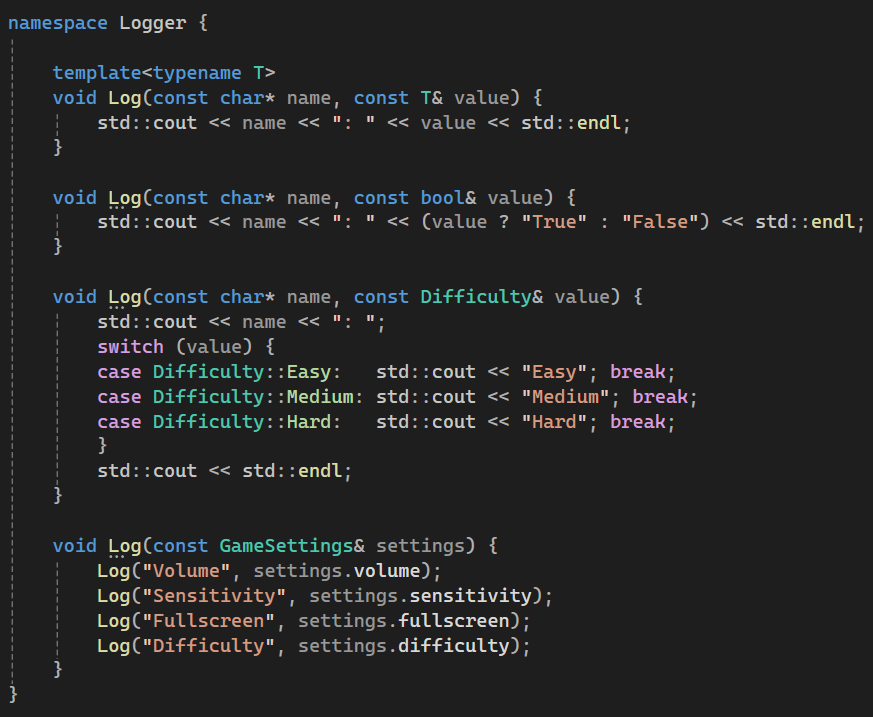 namespace Logger {
template<typename T>
void Log(const char* name, const T& value) {
std::cout << name << ": " << value << std::endl;
}
void Log(const char* name, const bool& value) {
std::cout << name << ": " << (value ? "True" : "False") << std::endl;
}
void Log(const char* name, const Difficulty& value) {
std::cout << name << ": ";
switch (value) {
case Difficulty::Easy:   std::cout << "Easy"; break;
case Difficulty::Medium: std::cout << "Medium"; break;
case Difficulty::Hard:   std::cout << "Hard"; break;
}
std::cout << std::endl;
}
void Log(const GameSettings& settings) {
Log("Volume", settings.volume);
Log("Sensitivity", settings.sensitivity);
Log("Fullscreen", settings.fullscreen);
Log("Difficulty", settings.difficulty);
}
}